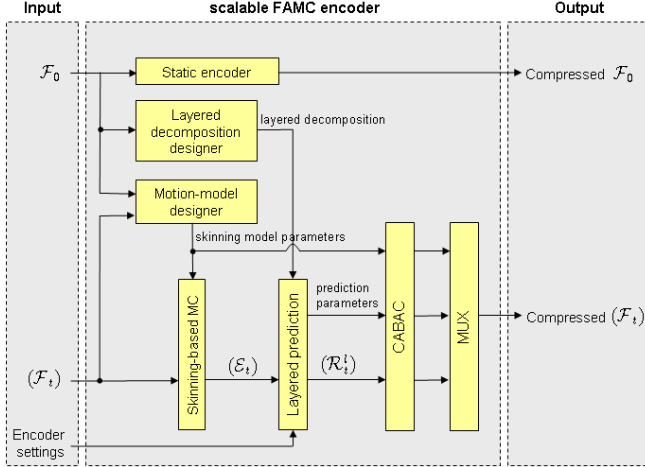 Input
scalable FAMC encoder
Output
ℱ₀
Static encoder
Compressed ℱ₀
Layered
decomposition
designer
layered decomposition
Motion-model
designer
skinning model parameters
Skinning-based MC
Layered prediction
prediction
parameters
CABAC
MUX
Compressed (ℱₜ)
(ℱₜ)
(ℰₜ)
(ℛₜˡ)
Encoder
settings